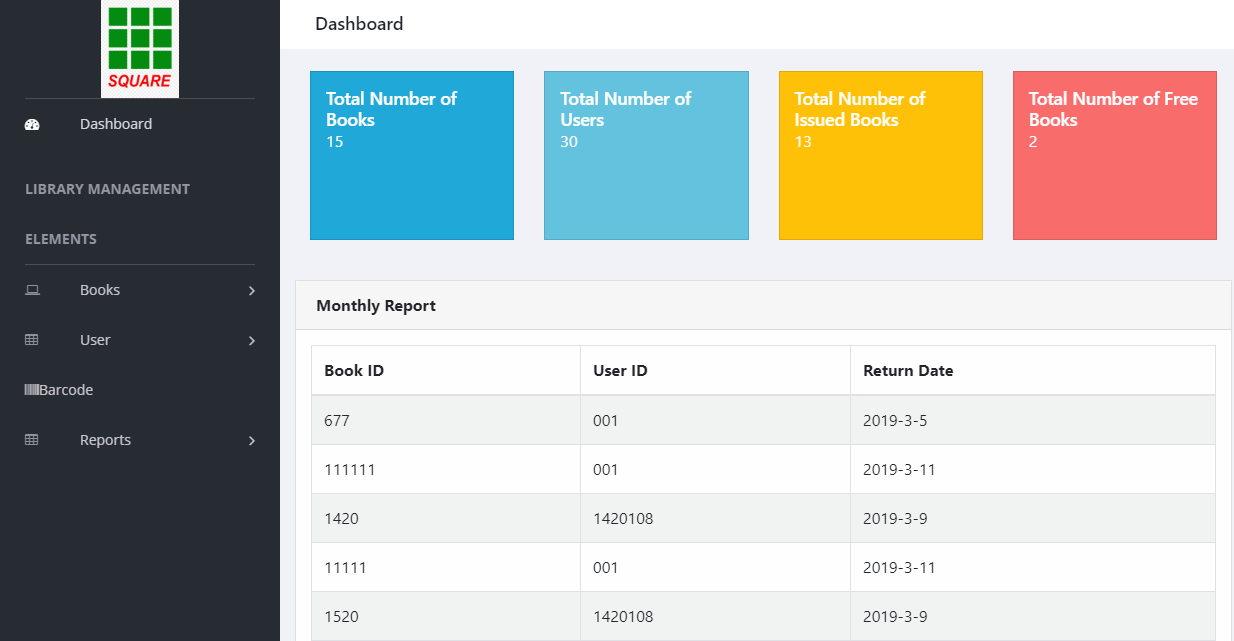 SQUARE
Dashboard
LIBRARY MANAGEMENT
ELEMENTS
Books
User
Barcode
Reports
Dashboard
Total Number of
Books
15
Total Number of
Users
30
Total Number of
Issued Books
13
Total Number of Free
Books
2
Monthly Report
Book ID User ID Return Date
677 001 2019-3-5
111111 001 2019-3-11
1420 1420108 2019-3-9
11111 001 2019-3-11
1520 1420108 2019-3-9